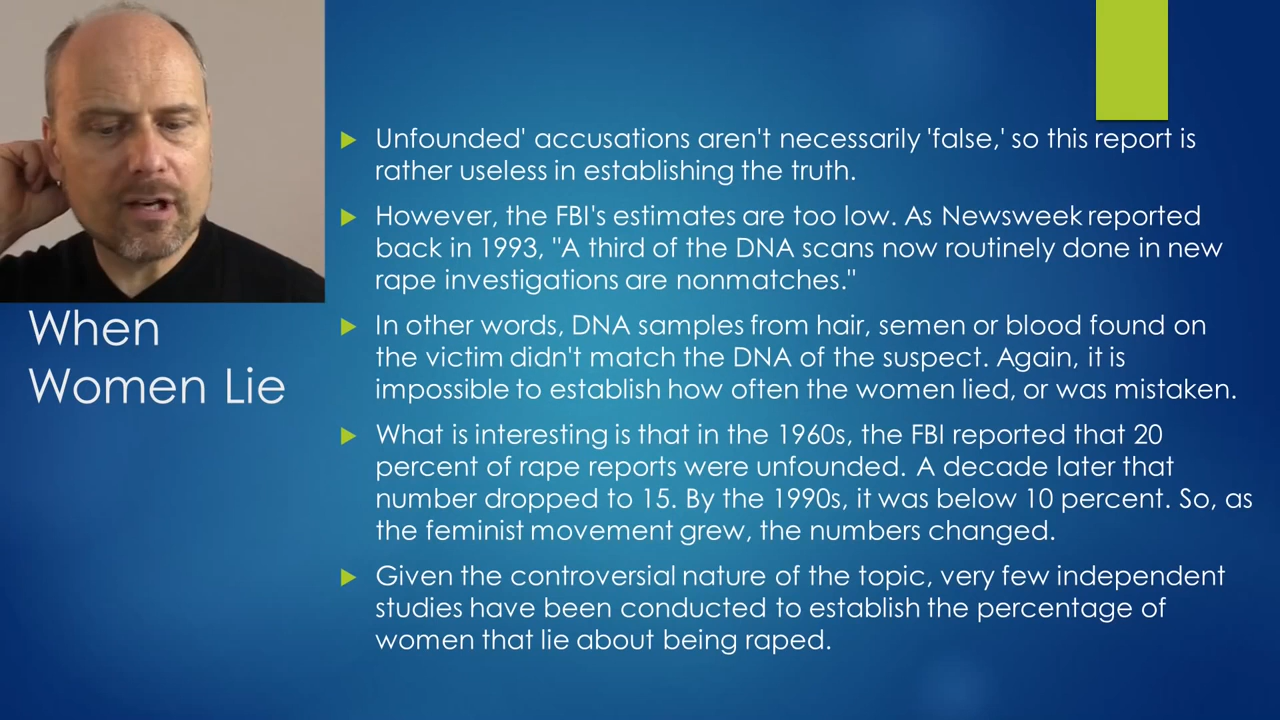 When
Women Lie
Unfounded' accusations aren't necessarily 'false,' so this report is
rather useless in establishing the truth.
However, the FBI's estimates are too low. As Newsweek reported
back in 1993, "A third of the DNA scans now routinely done in new
rape investigations are nonmatches."
In other words, DNA samples from hair, semen or blood found on
the victim didn't match the DNA of the suspect. Again, it is
impossible to establish how often the women lied, or was mistaken.
What is interesting is that in the 1960s, the FBI reported that 20
percent of rape reports were unfounded. A decade later that
number dropped to 15. By the 1990s, it was below 10 percent. So, as
the feminist movement grew, the numbers changed.
Given the controversial nature of the topic, very few independent
studies have been conducted to establish the percentage of
women that lie about being raped.